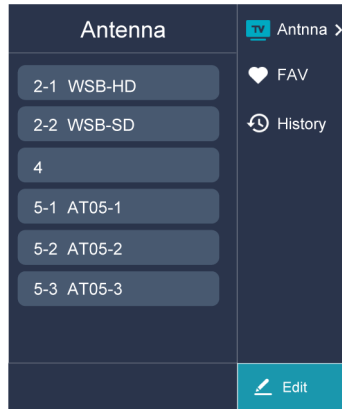 Antenna
2-1 WSB-HD
2-2 WSB-SD
4
5-1 AT05-1
5-2 AT05-2
5-3 AT05-3
TV Antnna
FAV
History
Edit